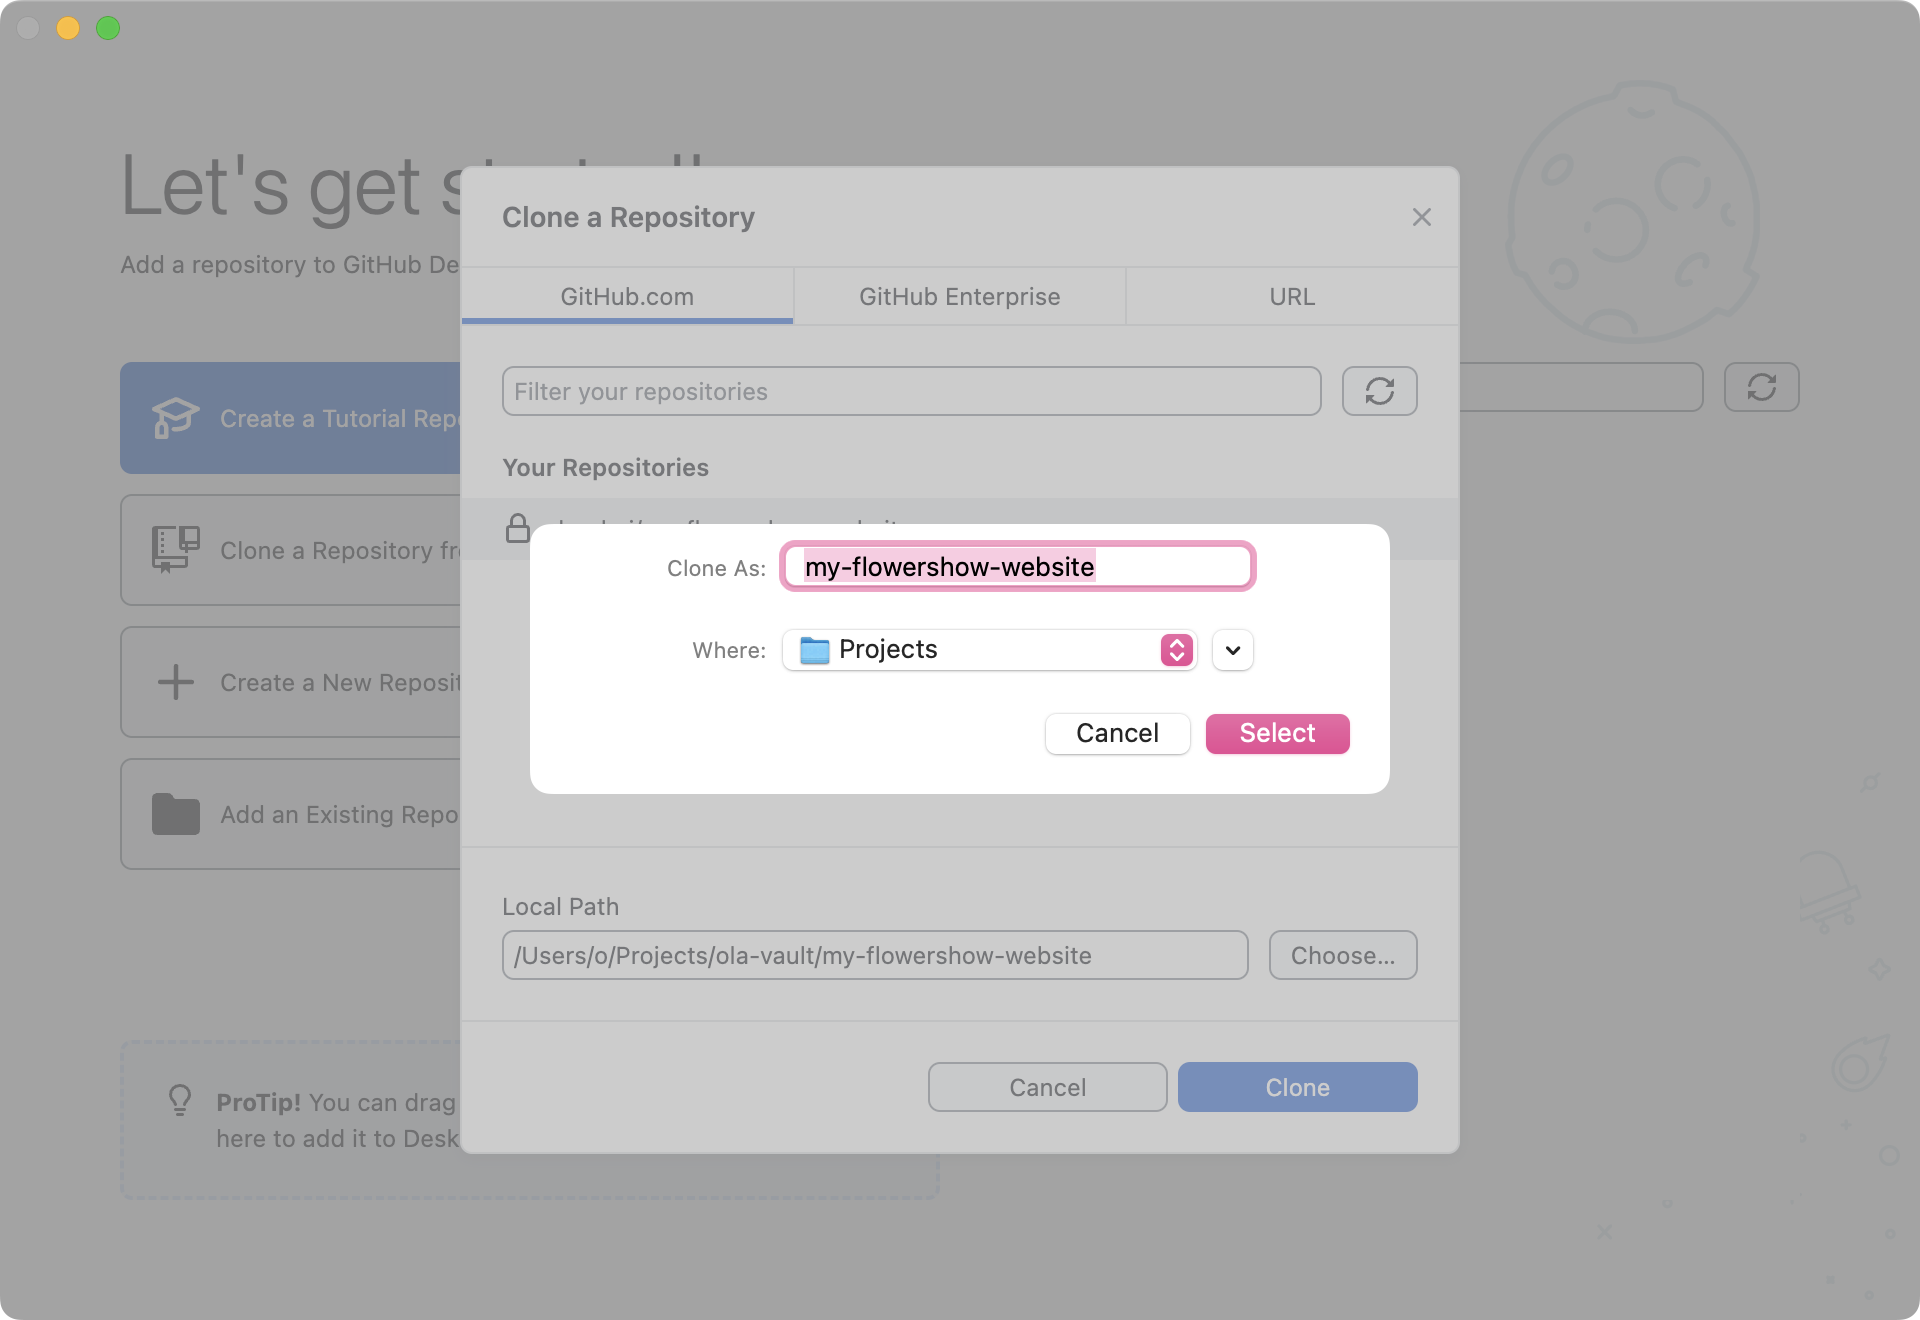 Let's get
Add a repository to GitHub De
Clone a Repository
GitHub.com
GitHub Enterprise
URL
Filter your repositories
Your Repositories
Create a Tutorial Repo
Clone a Repository fr
Create a New Reposit
Add an Existing Repo
Clone As: my-flowershow-website
Where: Projects
Cancel
Select
Local Path
/Users/o/Projects/ola-vault/my-flowershow-website
Choose...
Cancel
Clone
ProTip! You can drag
here to add it to Desk